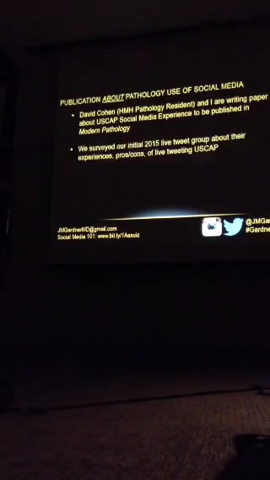 PUBLICATION ABOUT PATHOLOGY USE OF SOCIAL MEDIA
• David Cohen (HMH Pathology Resident) and I are writing paper
about USCAP Social Media Experience to be published in
Modern Pathology
• We surveyed our initial 2015 live tweet group about their
experiences, pros/cons, of live tweeting USCAP
JMGardnerMD@gmail.com
Social Media 101:
@JMGar
#Gardne